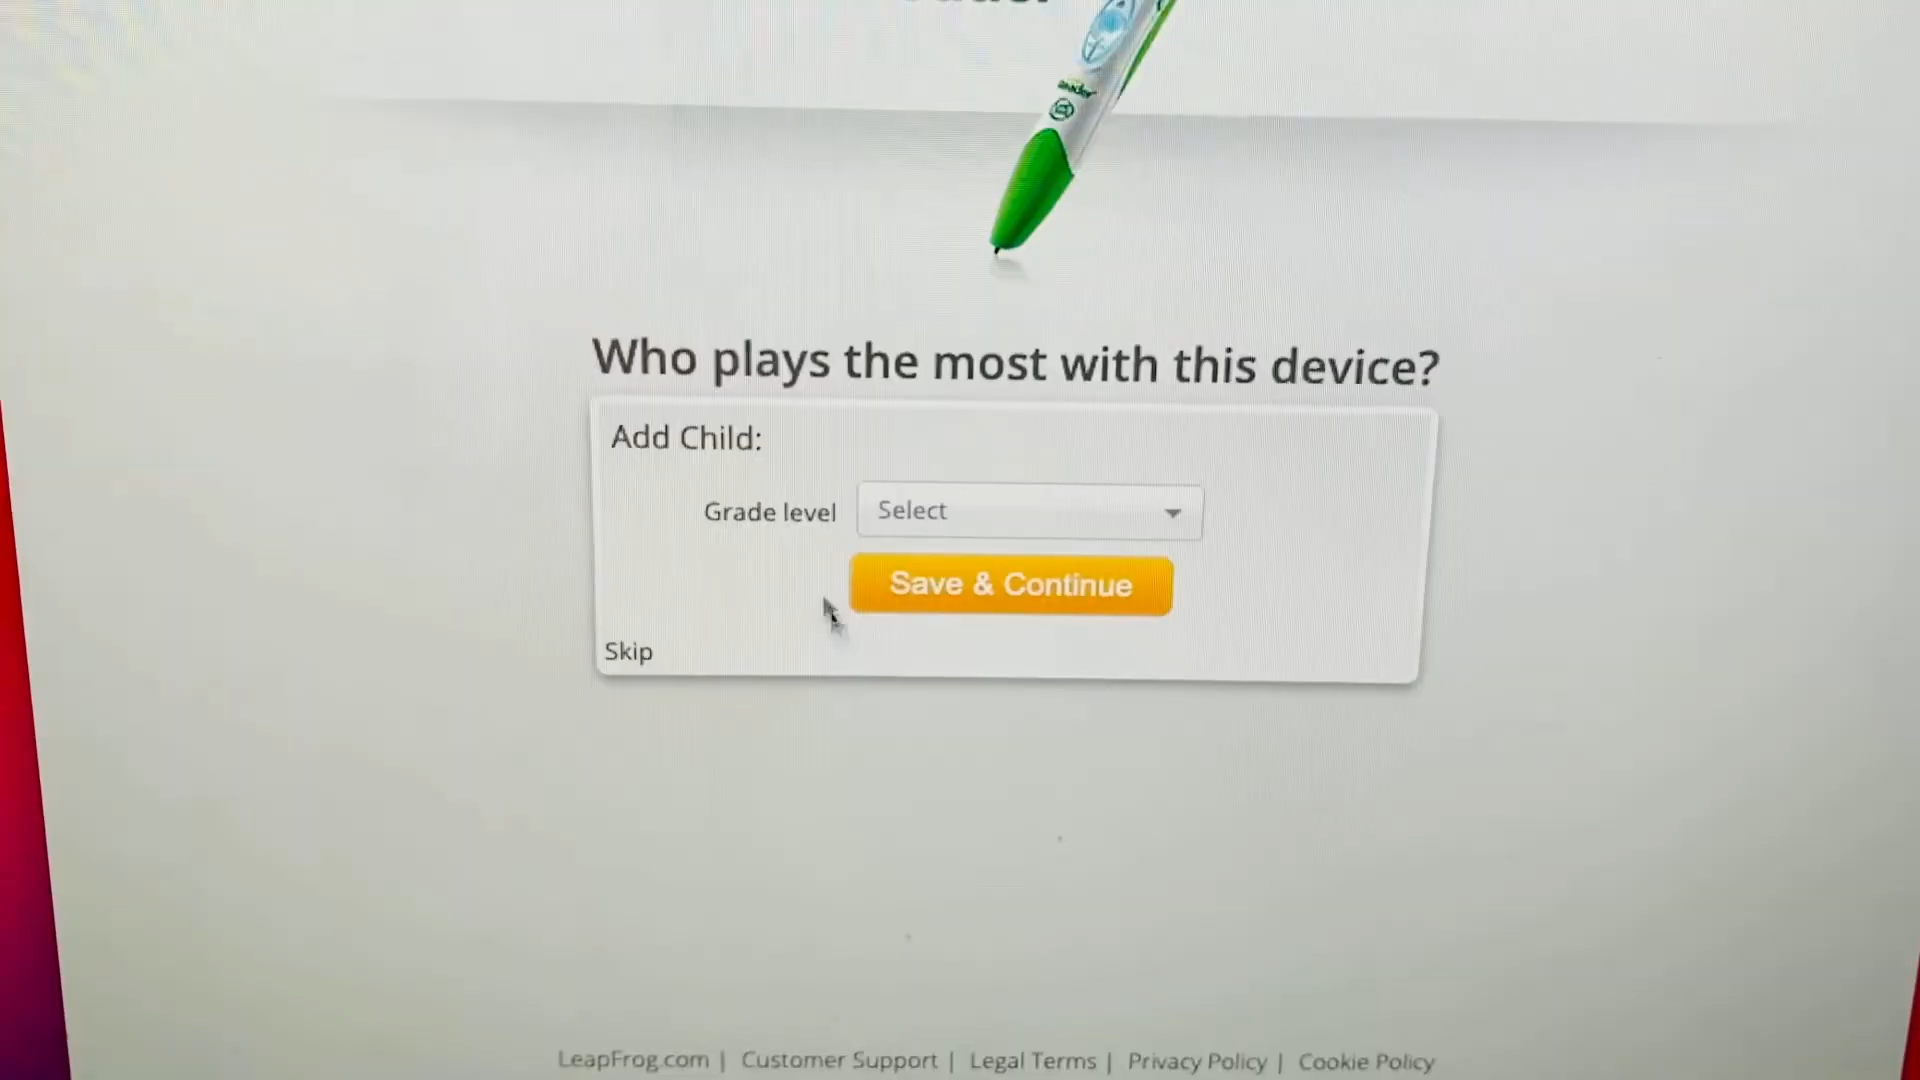 Reader
Who plays the most with this device?
Add Child:
Grade level
Select
Save & Continue
Skip
LeapFrog.com | Customer Support | Legal Terms | Privacy Policy | Cookie Policy